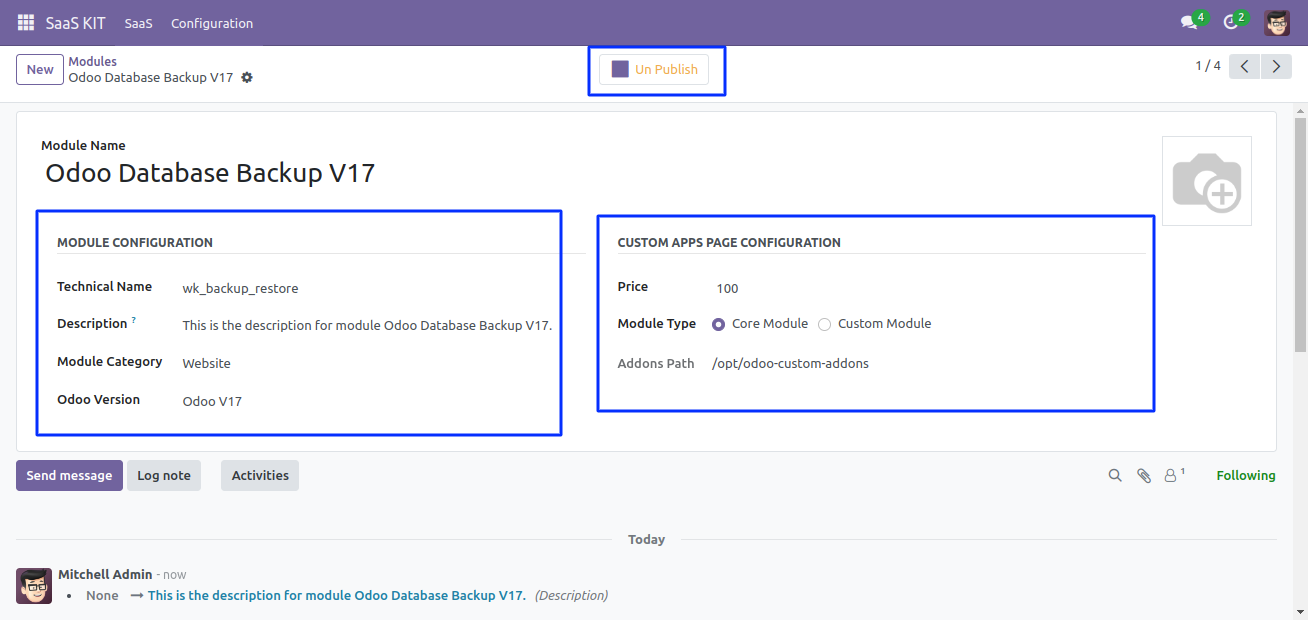 SaaS KIT SaaS Configuration 4 2
New Modules Un Publish 1 / 4
Odoo Database Backup V17
Module Name
Odoo Database Backup V17
MODULE CONFIGURATION
Technical Name wk_backup_restore
Description ? This is the description for module Odoo Database Backup V17.
Module Category Website
Odoo Version Odoo V17
CUSTOM APPS PAGE CONFIGURATION
Price 100
Module Type Core Module Custom Module
Addons Path /opt/odoo-custom-addons
Send message Log note Activities 1 Following
Today
Mitchell Admin - now
• None → This is the description for module Odoo Database Backup V17. (Description)